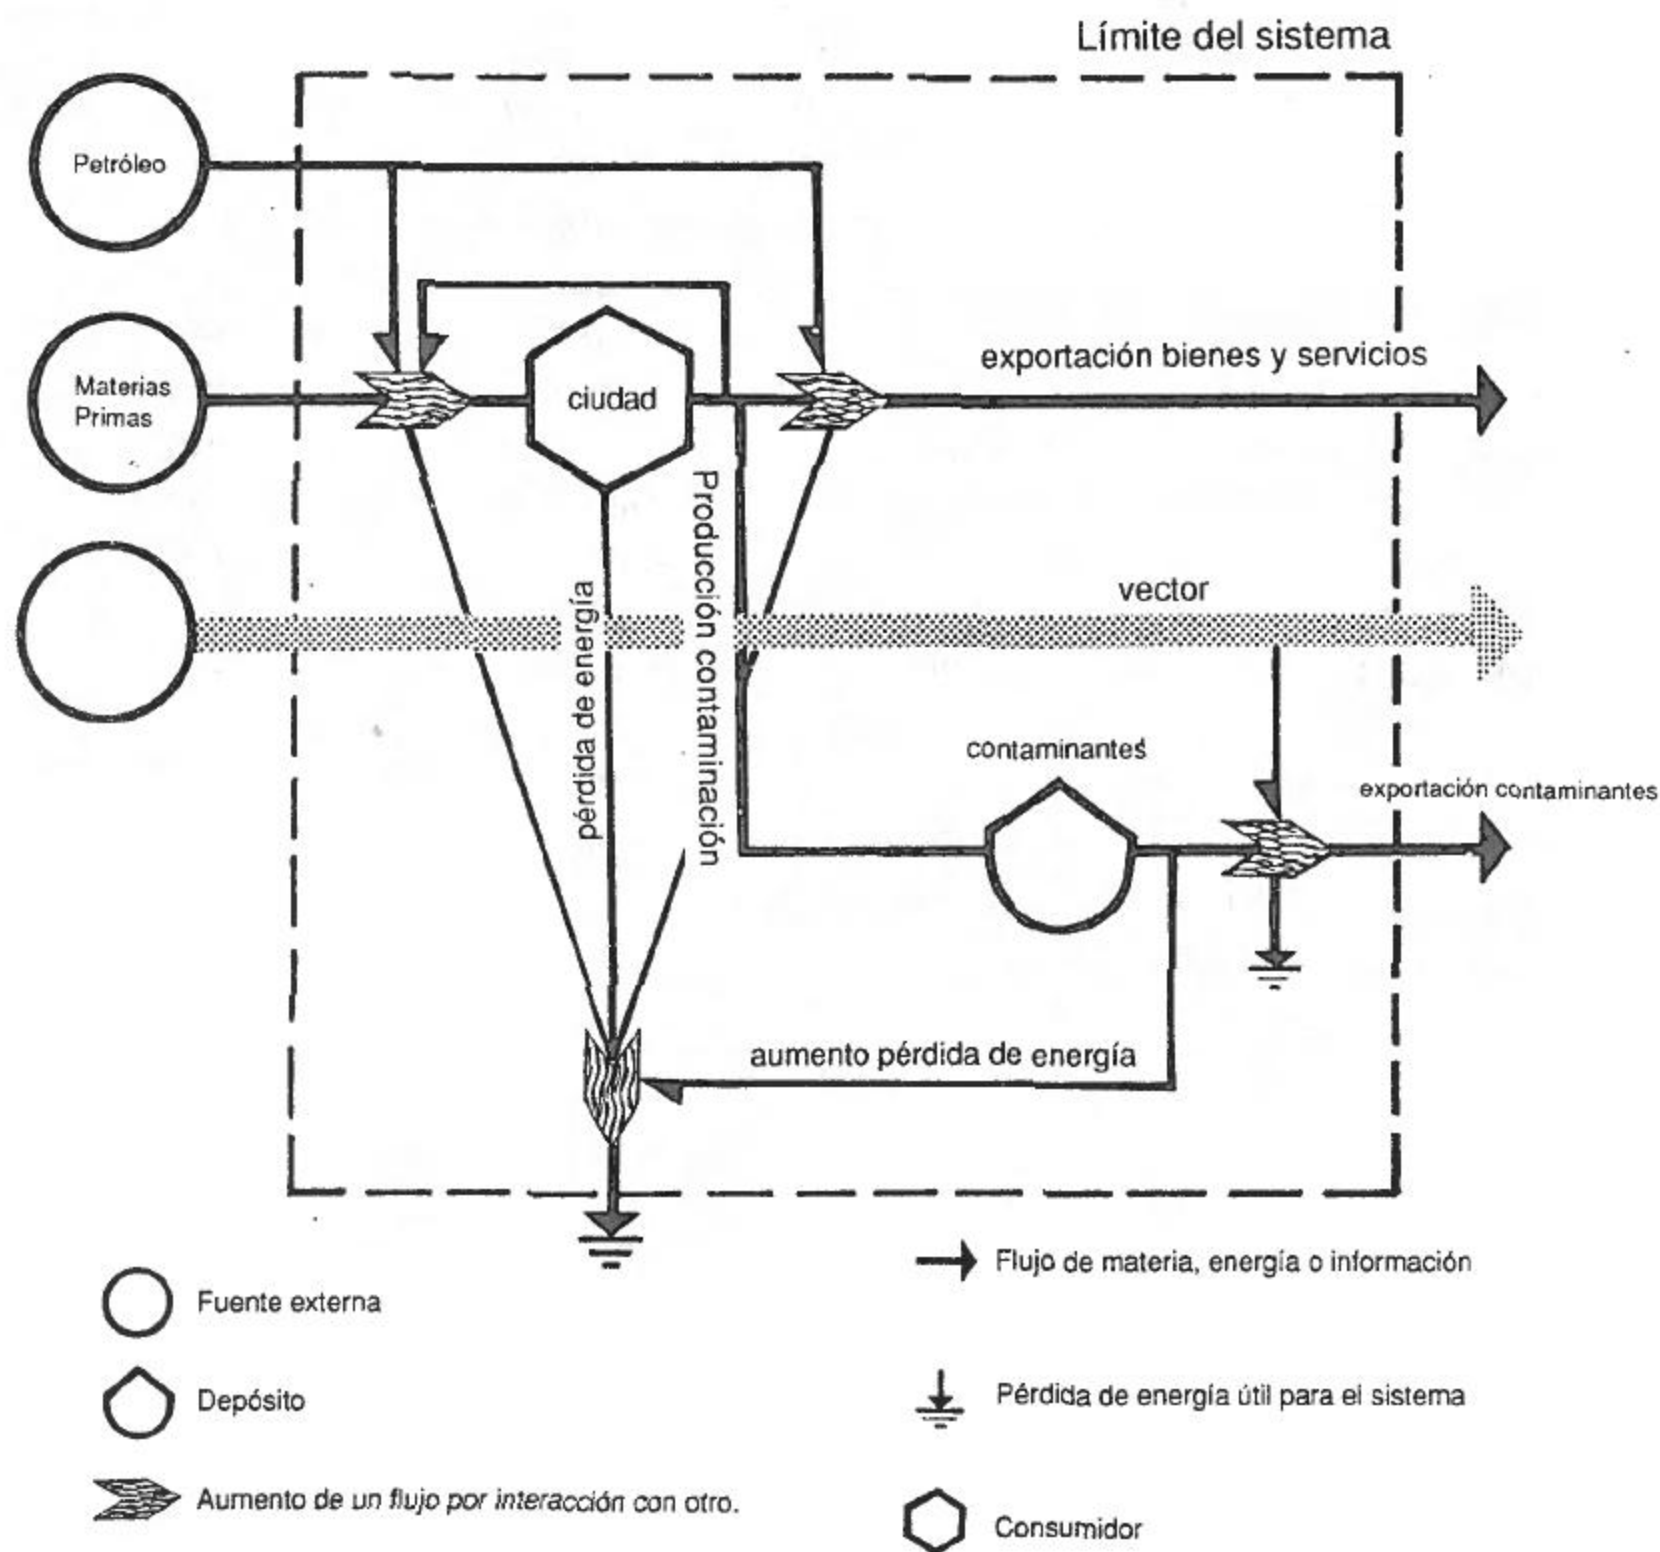 Límite del sistema
Petróleo
Materias
Primas
ciudad
exportación bienes y servicios
vector
pérdida de energía
Producción contaminación
contaminantes
exportación contaminantes
aumento pérdida de energía
Fuente externa
Depósito
Aumento de un flujo por interacción con otro.
Flujo de materia, energía o información
Pérdida de energía útil para el sistema
Consumidor